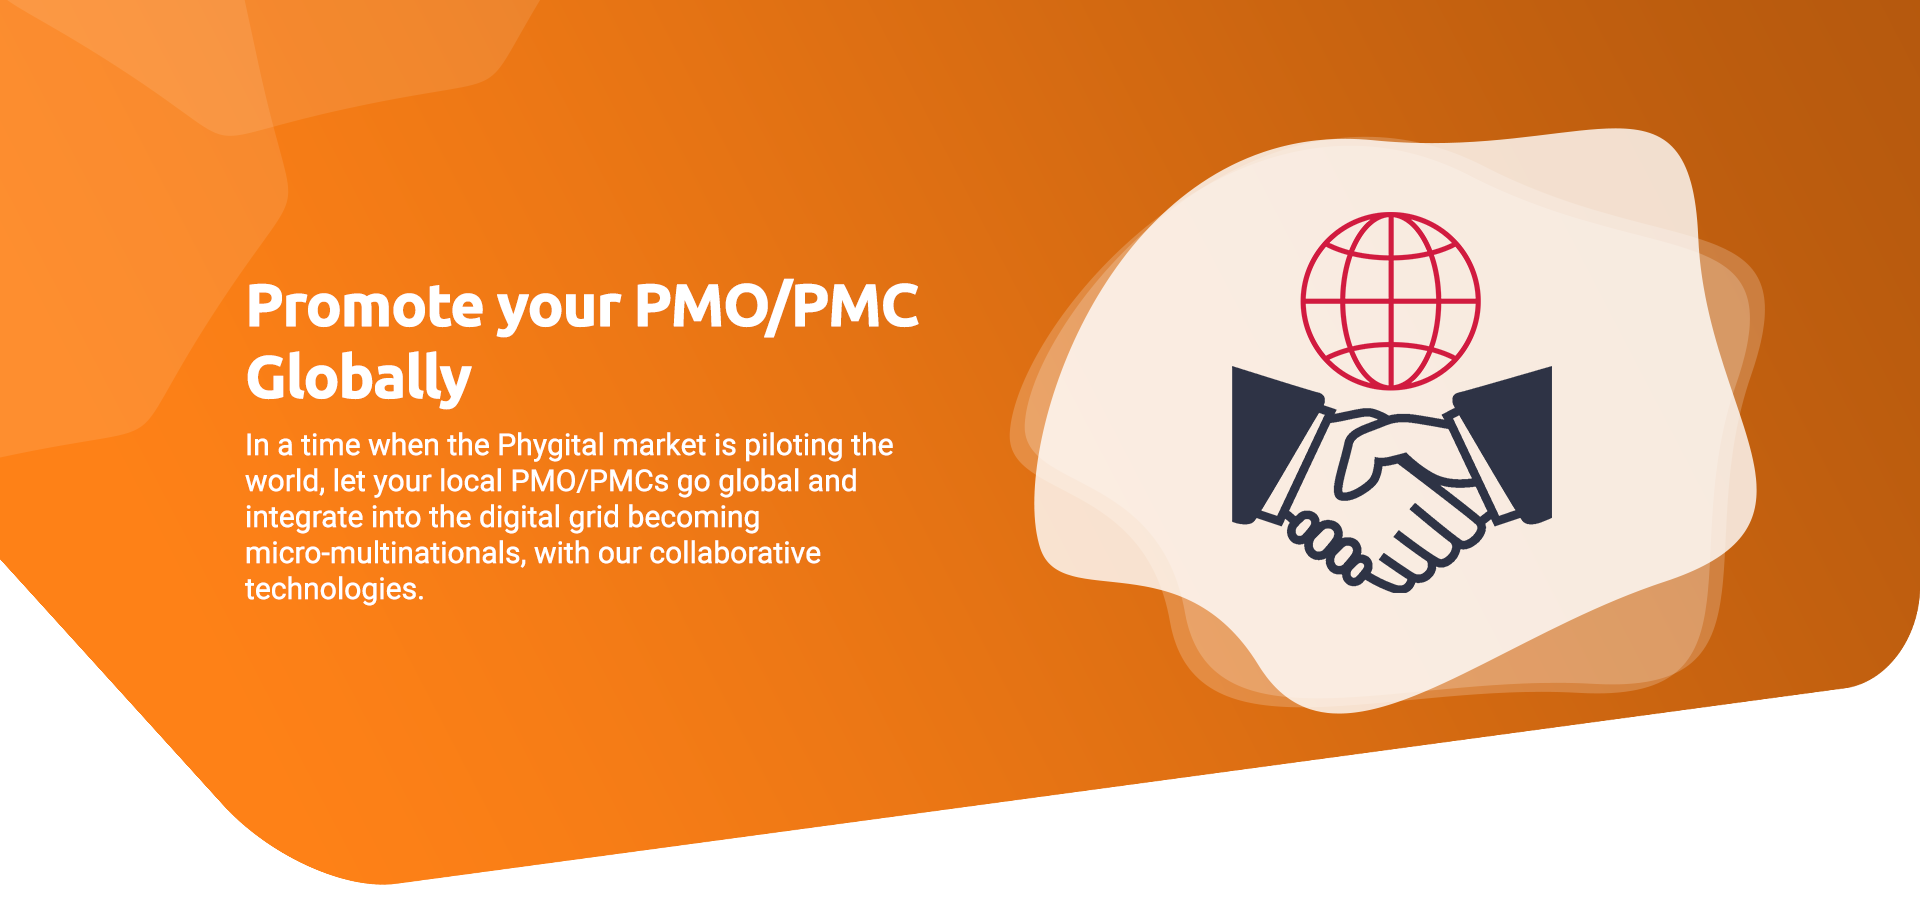 Promote your PMO/PMC
Globally
In a time when the Phygital market is piloting the
world, let your local PMO/PMCs go global and
integrate into the digital grid becoming
micro-multinationals, with our collaborative
technologies.